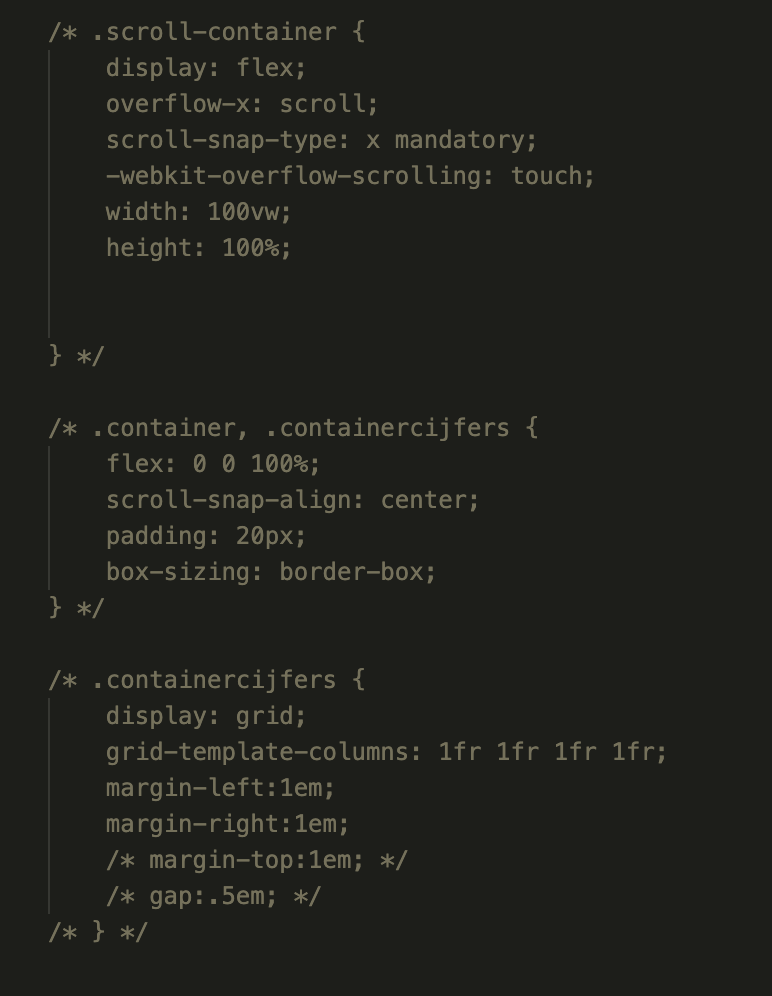 /* .scroll-container {
    display: flex;
    overflow-x: scroll;
    scroll-snap-type: x mandatory;
    -webkit-overflow-scrolling: touch;
    width: 100vw;
    height: 100%;
} */
/* .container, .containercijfers {
    flex: 0 0 100%;
    scroll-snap-align: center;
    padding: 20px;
    box-sizing: border-box;
} */
/* .containercijfers {
    display: grid;
    grid-template-columns: 1fr 1fr 1fr 1fr;
    margin-left:1em;
    margin-right:1em;
    /* margin-top:1em; */
    /* gap:.5em; */
/* } */